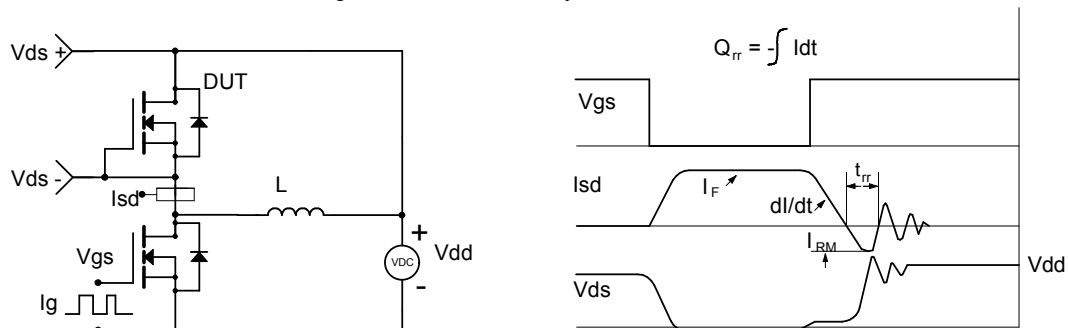 Vds +
DUT
Vds -
Isd
L
Vgs
+
Vdd
VDC
-
Ig
Qrr = -∫ Idt
Vgs
Isd
IF
dI/dt
trr
IRM
Vds
Vdd